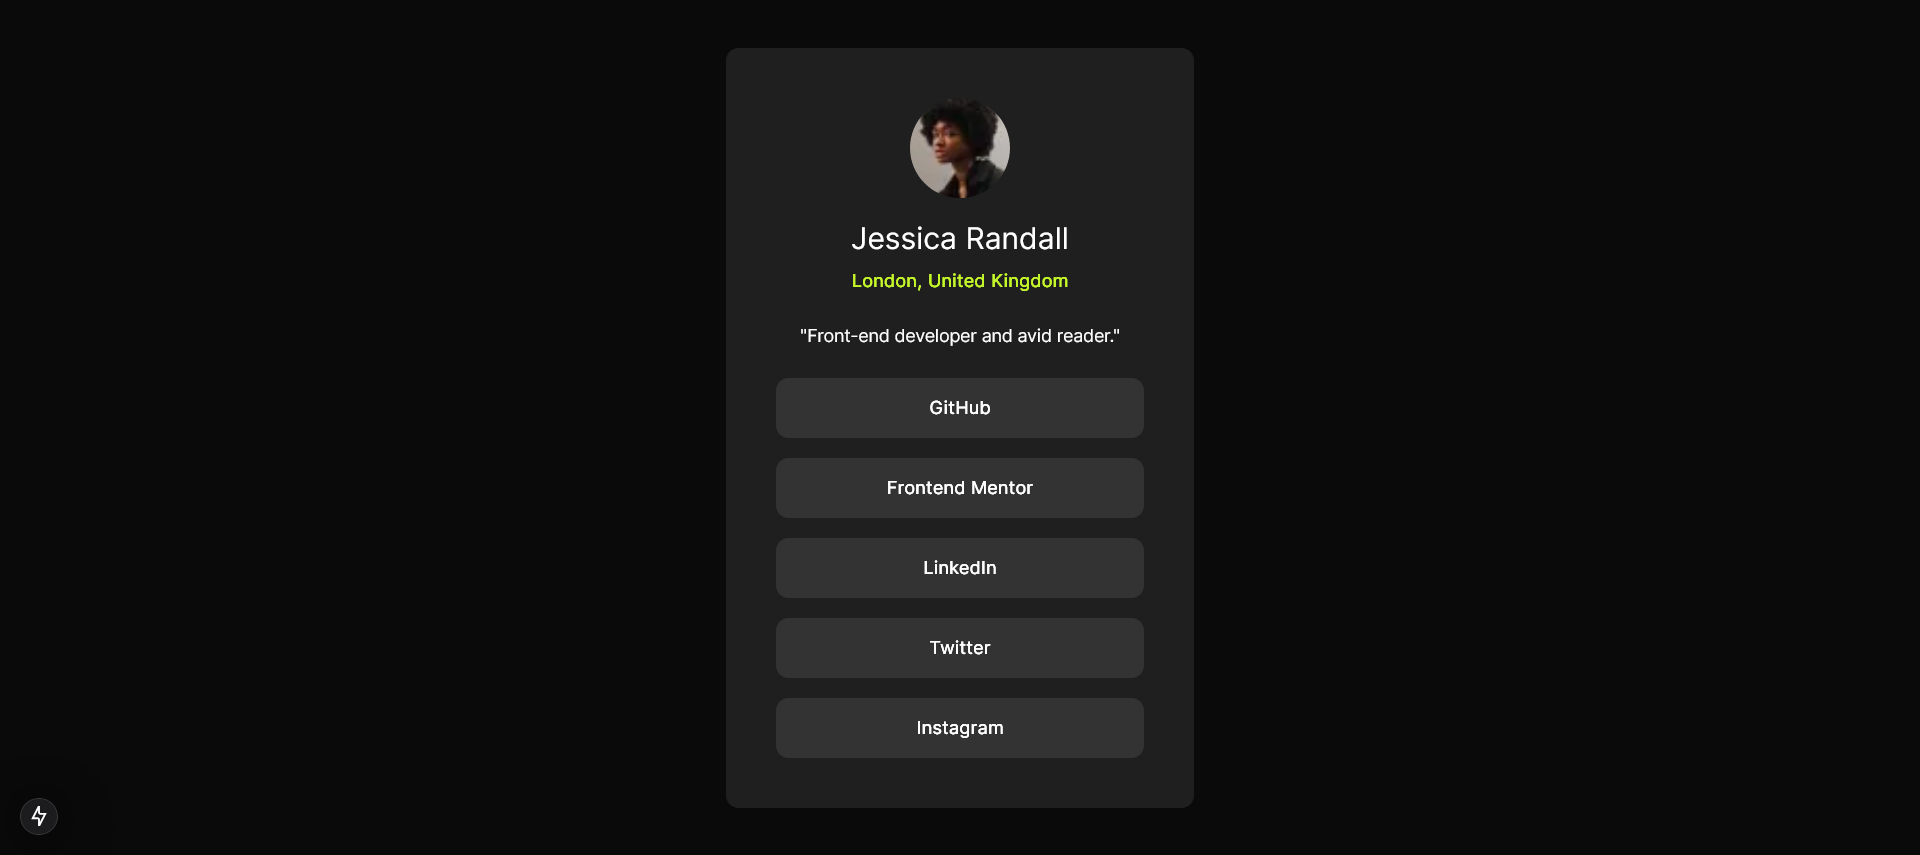 Jessica Randall
London, United Kingdom
"Front-end developer and avid reader."
GitHub
Frontend Mentor
LinkedIn
Twitter
Instagram